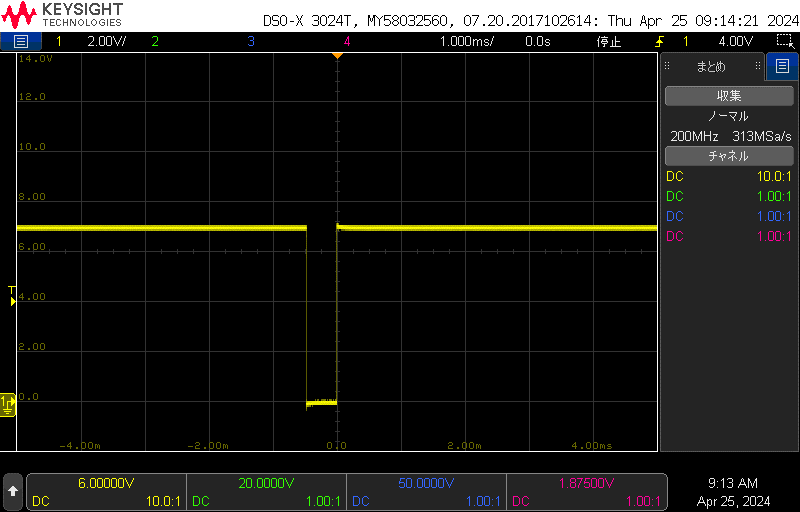 KEYSIGHT
TECHNOLOGIES
DSO-X 3024T, MY58032560, 07.20.2017102614: Thu Apr 25 09:14:21 2024
1 2.00V/ 2 3 4 1.000ms/ 0.0s 停止 1 4.00V
14.0V
12.0
10.0
8.00
6.00
4.00
2.00
0.0
T
1
-4.00m -2.00m 0.0 2.00m 4.00ms
まとめ
収集
ノーマル
200MHz 313MSa/s
チャネル
DC 10.0:1
DC 1.00:1
DC 1.00:1
DC 1.00:1
6.00000V 20.0000V 50.0000V 1.87500V
DC 10.0:1 DC 1.00:1 DC 1.00:1 DC 1.00:1
9:13 AM
Apr 25, 2024